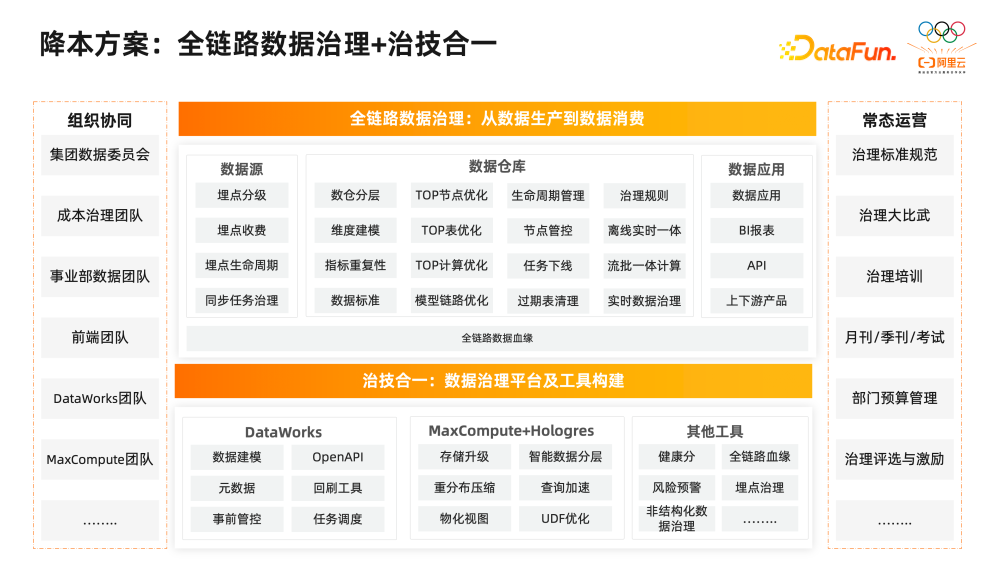 降本方案：全链路数据治理+治技合一
DataFun.
阿里云
组织协同
集团数据委员会
成本治理团队
事业部数据团队
前端团队
DataWorks团队
MaxCompute团队
……..
全链路数据治理：从数据生产到数据消费
数据源
埋点分级
埋点收费
埋点生命周期
同步任务治理
数据仓库
数仓分层 TOP节点优化 生命周期管理 治理规则
维度建模 TOP表优化 节点管控 离线实时一体
指标重复性 TOP计算优化 任务下线 流批一体计算
数据标准 模型链路优化 过期表清理 实时数据治理
数据应用
数据应用
BI报表
API
上下游产品
全链路数据血缘
治技合一：数据治理平台及工具构建
DataWorks
数据建模 OpenAPI
元数据 回刷工具
事前管控 任务调度
MaxCompute+Hologres
存储升级 智能数据分层
重分布压缩 查询加速
物化视图 UDF优化
其他工具
健康分 全链路血缘
风险预警 埋点治理
非结构化数
据治理
……..
常态运营
治理标准规范
治理大比武
治理培训
月刊/季刊/考试
部门预算管理
治理评选与激励
……..